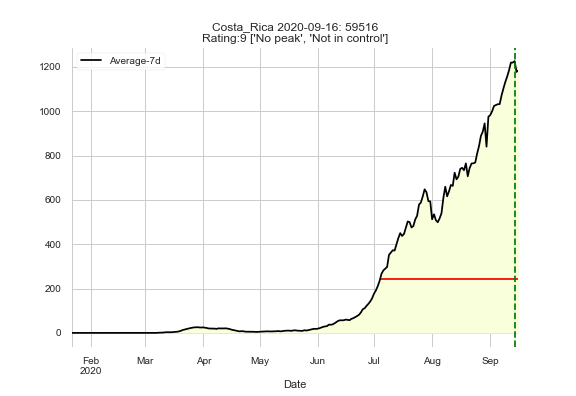 Costa_Rica 2020-09-16: 59516
Rating:9 ['No peak', 'Not in control']
Average-7d
1200
1000
800
600
400
200
0
Feb Mar Apr May Jun Jul Aug Sep
2020
Date